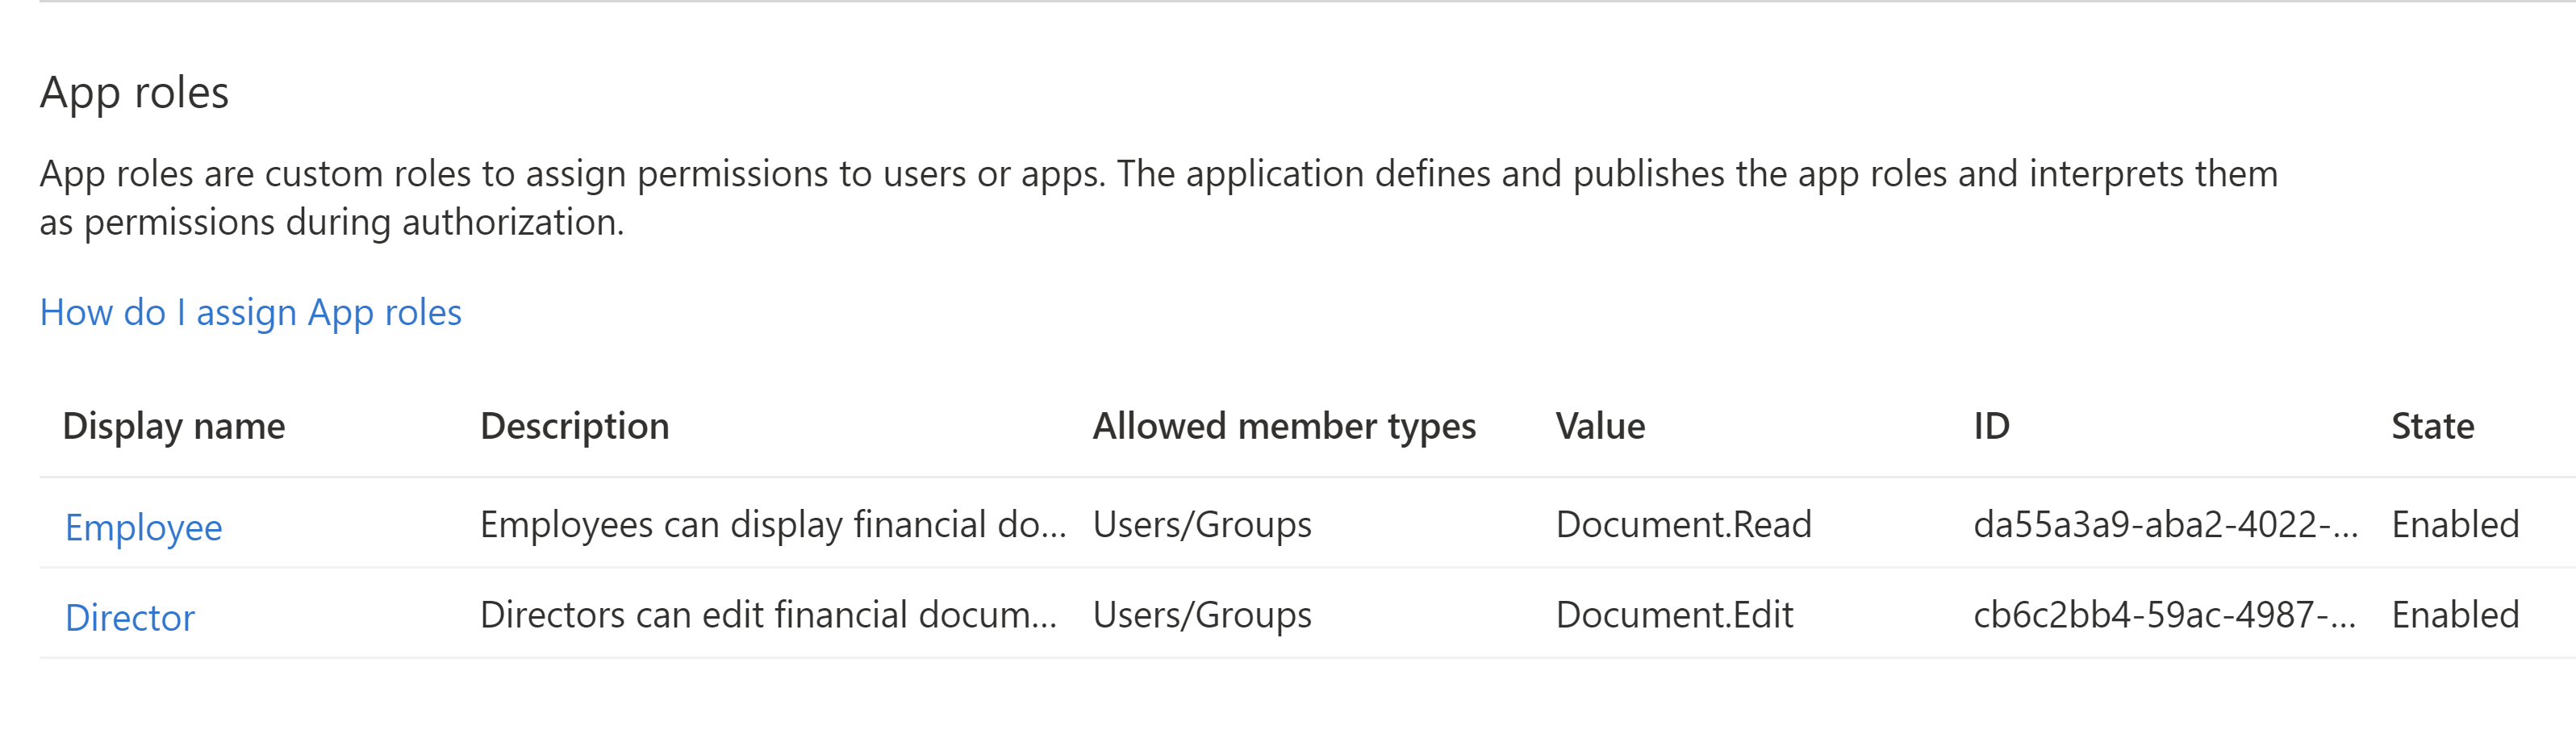 App roles
App roles are custom roles to assign permissions to users or apps. The application defines and publishes the app roles and interprets them
as permissions during authorization.
How do I assign App roles
Display name Description Allowed member types Value ID State
Employee Employees can display financial do... Users/Groups Document.Read da55a3a9-aba2-4022-... Enabled
Director Directors can edit financial docum... Users/Groups Document.Edit cb6c2bb4-59ac-4987-... Enabled